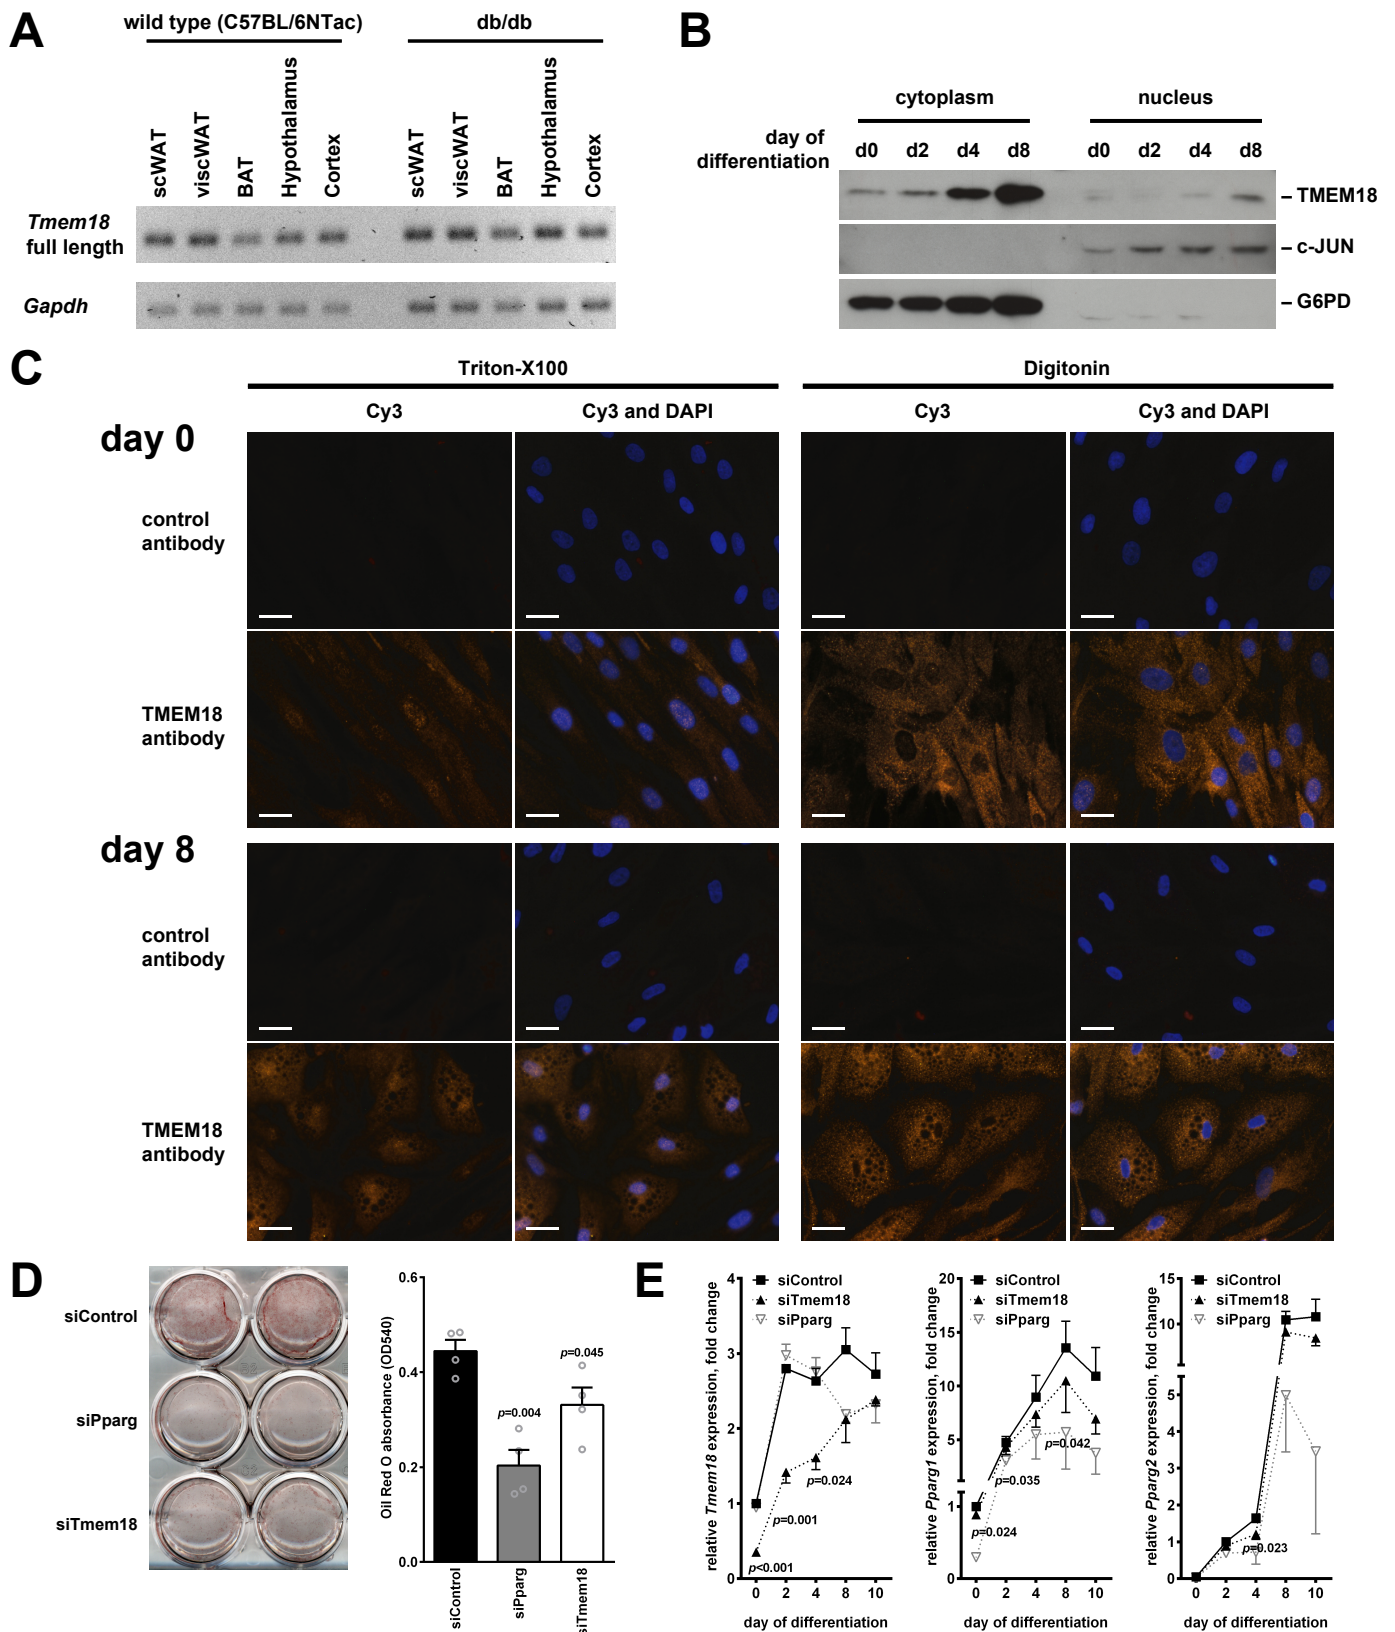 A
wild type (C57BL/6NTac)
db/db
scWAT
viscWAT
BAT
Hypothalamus
Cortex
scWAT
viscWAT
BAT
Hypothalamus
Cortex
Tmem18
full length
Gapdh
B
cytoplasm
nucleus
day of
differentiation
d0 d2 d4 d8 d0 d2 d4 d8
– TMEM18
– c-JUN
– G6PD
C
Triton-X100
Digitonin
Cy3
Cy3 and DAPI
Cy3
Cy3 and DAPI
day 0
control
antibody
TMEM18
antibody
day 8
control
antibody
TMEM18
antibody
D
siControl
siPparg
siTmem18
Oil Red O absorbance (OD540)
0.6
0.4
0.2
0.0
p=0.004
p=0.045
siControl
siPparg
siTmem18
E
relative Tmem18 expression, fold change
4
3
2
1
0
siControl
siTmem18
siPparg
p=0.024
p=0.001
p<0.001
0 2 4 8 10
day of differentiation
relative Pparg1 expression, fold change
20
15
10
5
1
0
siControl
siTmem18
siPparg
p=0.042
p=0.035
p=0.024
0 2 4 8 10
day of differentiation
relative Pparg2 expression, fold change
15
10
5
4
3
2
1
0
siControl
siTmem18
siPparg
p=0.023
0 2 4 8 10
day of differentiation